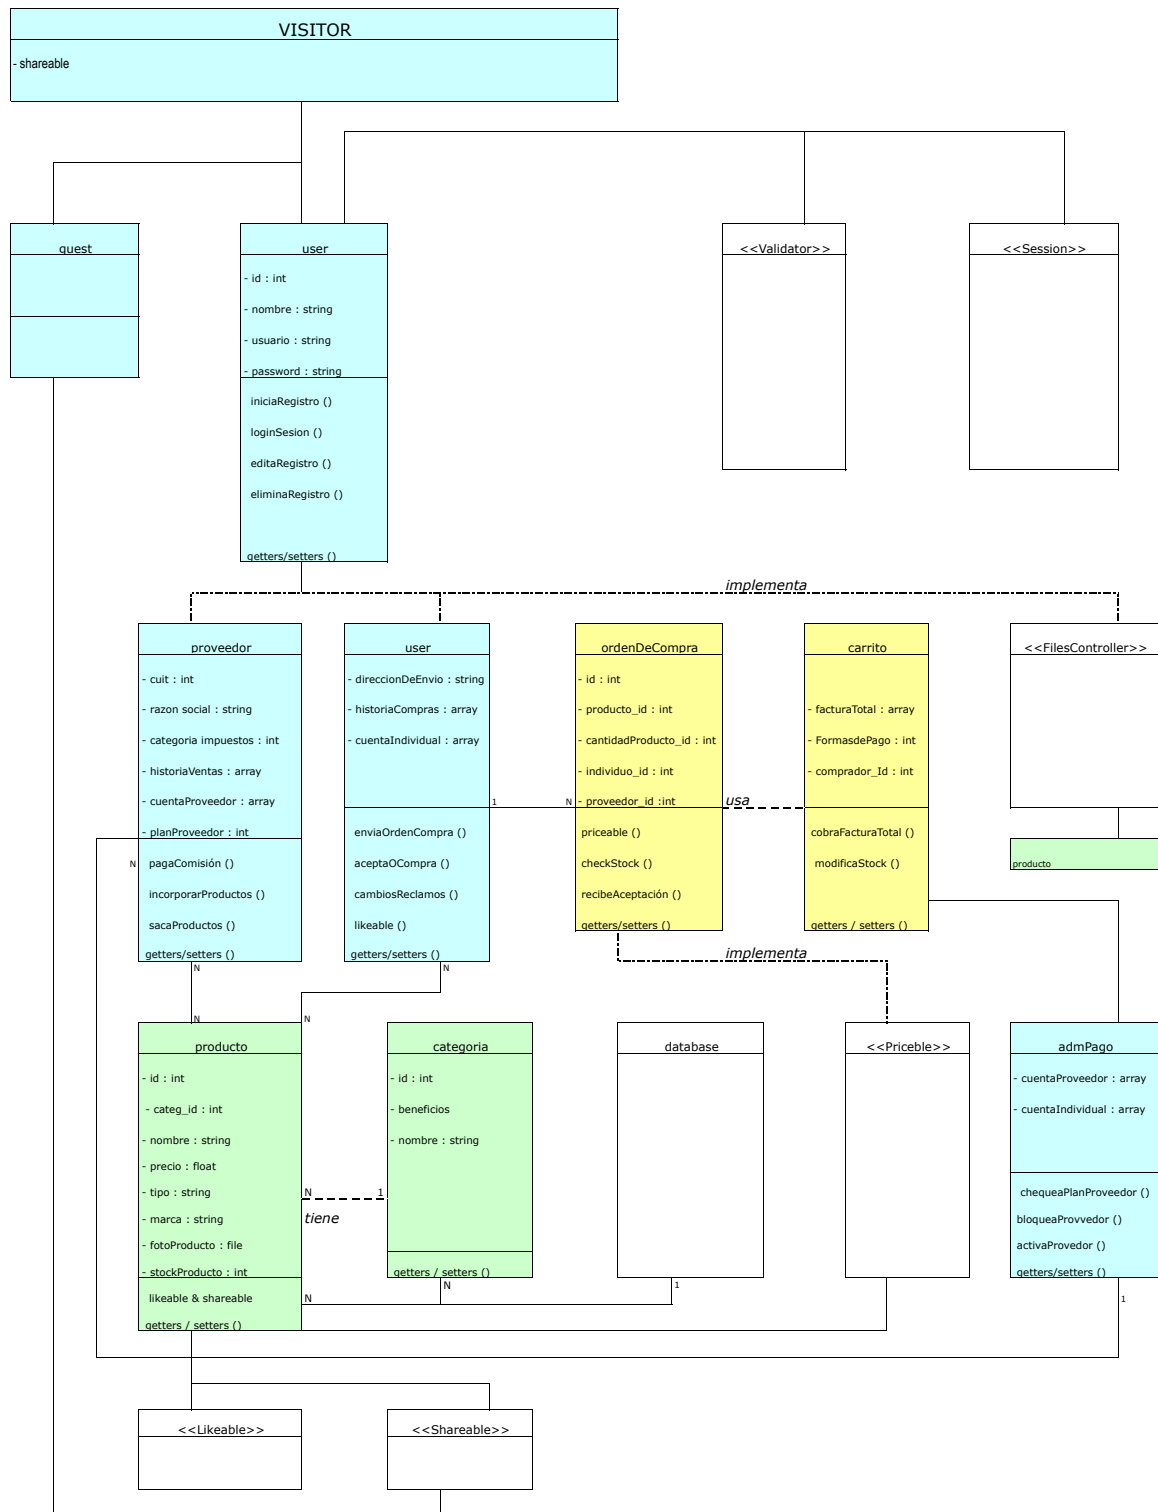 VISITOR
- shareable
guest
user
- id : int
- nombre : string
- usuario : string
- password : string
iniciaRegistro ()
loginSesion ()
editaRegistro ()
eliminaRegistro ()
getters/setters ()
<<Validator>>
<<Session>>
implementa
proveedor
- cuit : int
- razon social : string
- categoria impuestos : int
- historiaVentas : array
- cuentaProveedor : array
- planProveedor : int
N
pagaComisión ()
incorporarProductos ()
sacaProductos ()
getters/setters ()
N
user
- direccionDeEnvio : string
- historiaCompras : array
- cuentaIndividual : array
1
enviaOrdenCompra ()
aceptaOCompra ()
cambiosReclamos ()
likeable ()
getters/setters ()
N
ordenDeCompra
- id : int
- producto_id : int
- cantidadProducto_id : int
- individuo_id : int
N
- proveedor_id :int
priceable ()
checkStock ()
recibeAceptación ()
getters/setters ()
usa
carrito
- facturaTotal : array
- FormasdePago : int
- comprador_Id : int
cobraFacturaTotal ()
modificaStock ()
getters / setters ()
<<FilesController>>
producto
implementa
N
N
producto
- id : int
- categ_id : int
- nombre : string
- precio : float
- tipo : string
- marca : string
- fotoProducto : file
- stockProducto : int
likeable & shareable
getters / setters ()
N
1
tiene
N
categoria
- id : int
- beneficios
- nombre : string
getters / setters ()
N
database
1
<<Priceble>>
admPago
- cuentaProveedor : array
- cuentaIndividual : array
chequeaPlanProveedor ()
bloqueaProvvedor ()
activaProvedor ()
getters/setters ()
1
<<Likeable>>
<<Shareable>>